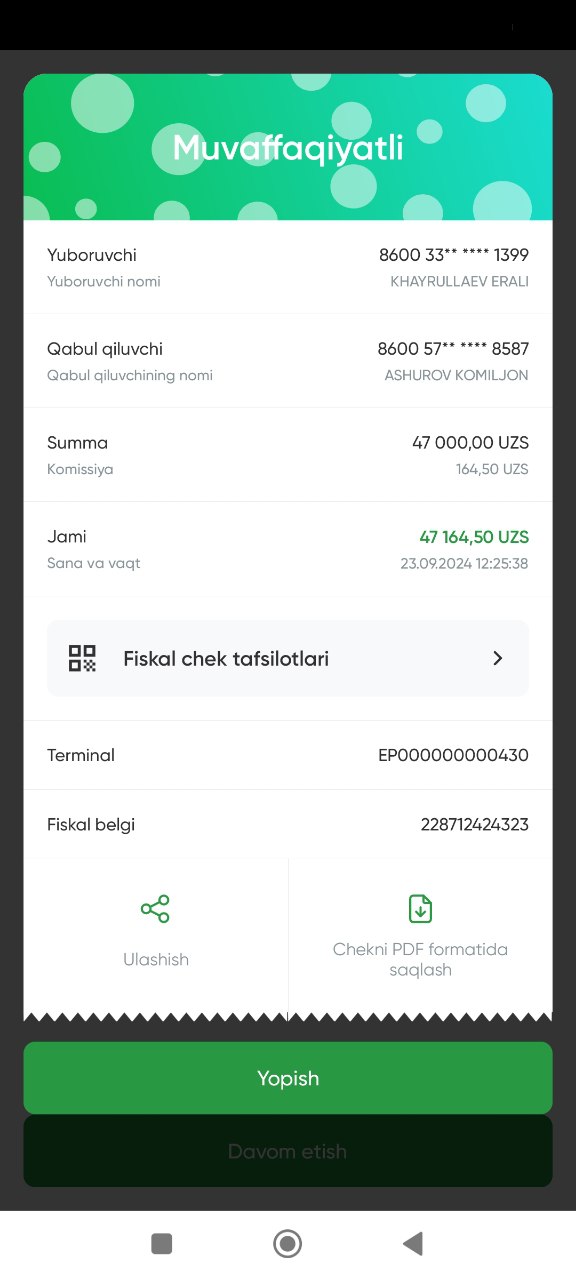 Muvaffaqiyatli
Yuboruvchi 8600 33** **** 1399
Yuboruvchi nomi KHAYRULLAEV ERALI
Qabul qiluvchi 8600 57** **** 8587
Qabul qiluvchining nomi ASHUROV KOMILJON
Summa 47 000,00 UZS
Komissiya 164,50 UZS
Jami 47 164,50 UZS
Sana va vaqt 23.09.2024 12:25:38
Fiskal chek tafsilotlari
Terminal EP000000000430
Fiskal belgi 228712424323
Ulashish
Chekni PDF formatida
saqlash
Yopish
Davom etish